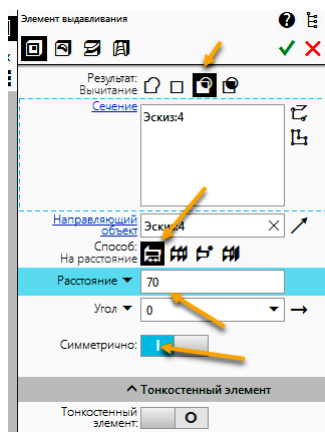 Элемент выдавливания
Результат:
Вычитание
Сечение
Эскиз:4
Направляющий
объект
Эскиз:4
Способ:
На расстояние
Расстояние
70
Угол
0
Симметрично:
I
Тонкостенный элемент
Тонкостенный
элемент:
O